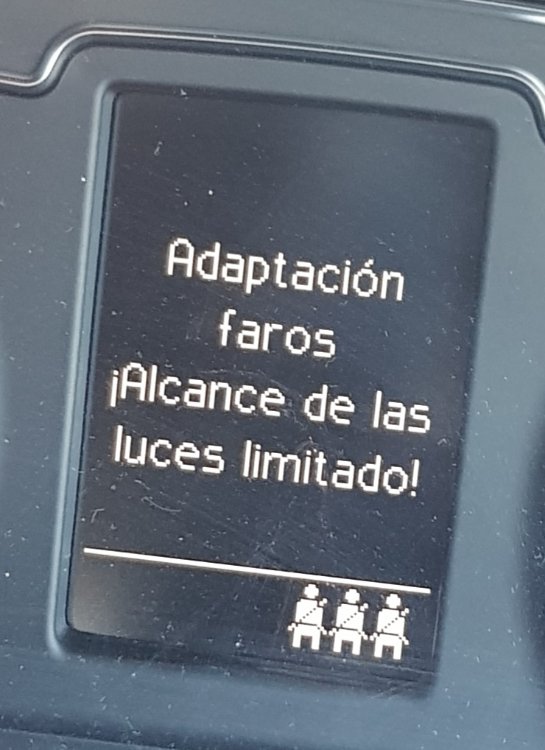 Adaptación
faros
¡Alcance de las
luces limitado!